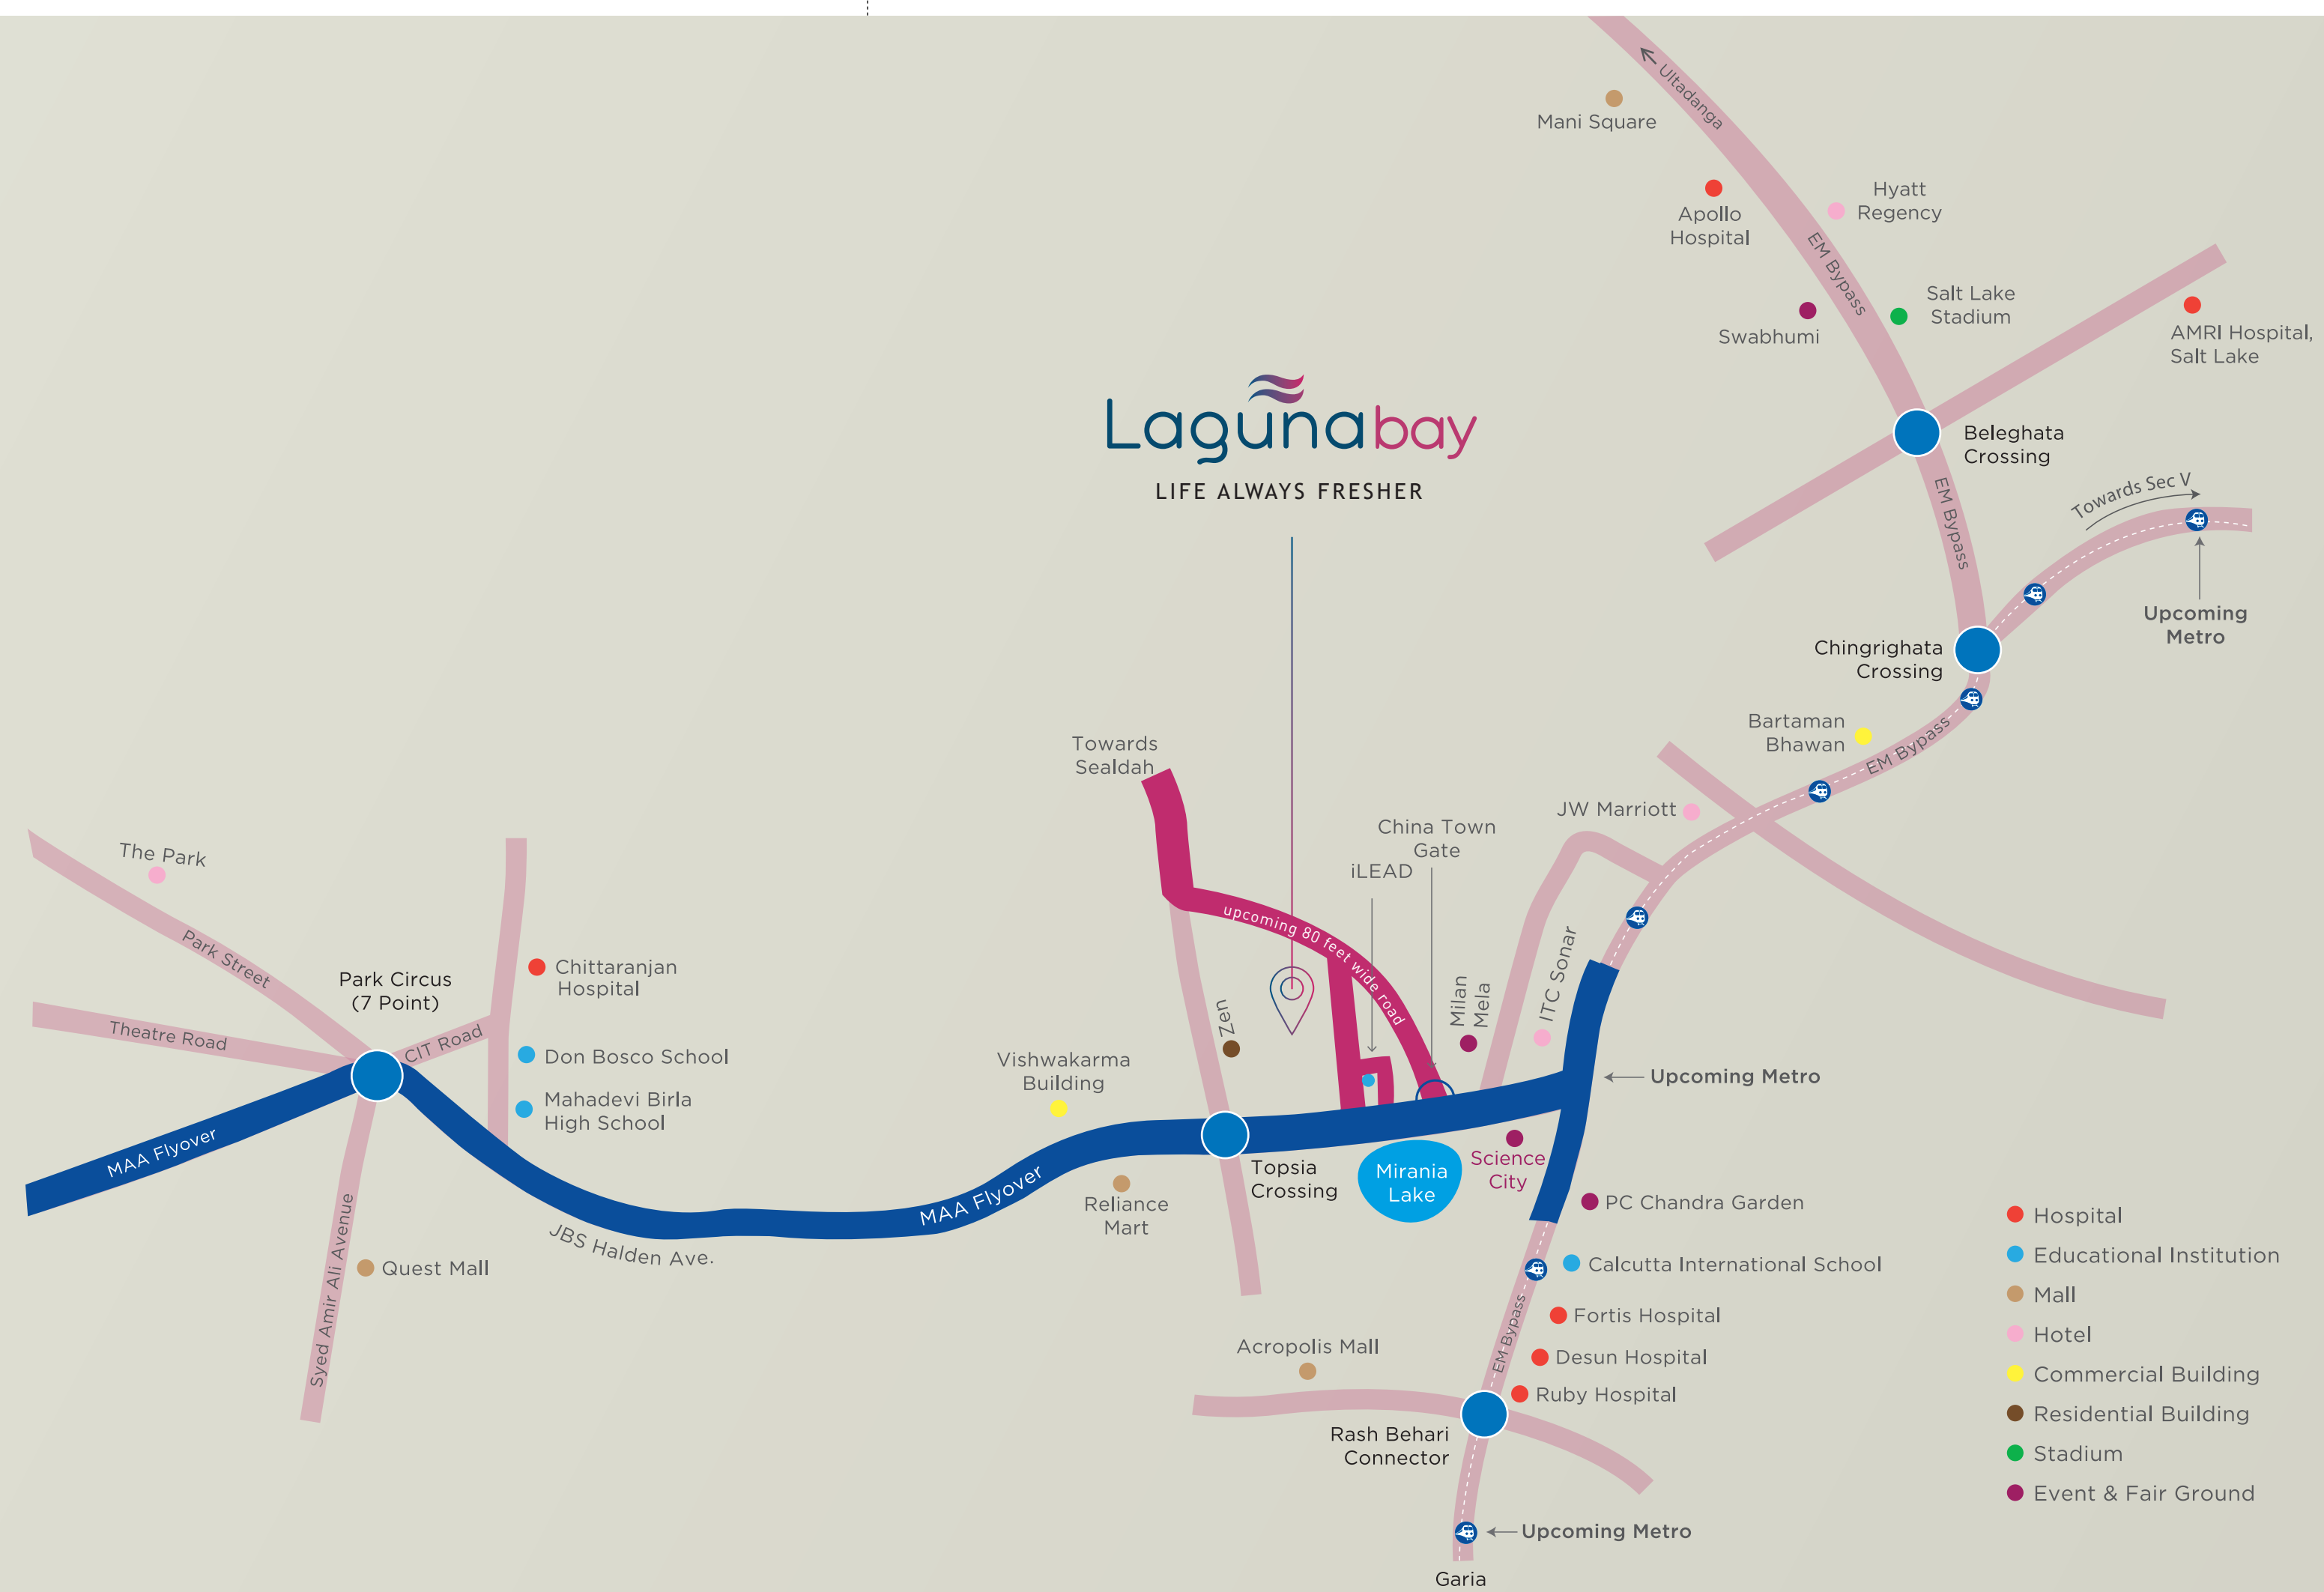 Ultadanga
Mani Square
Apollo
Hospital
Hyatt
Regency
EM Bypass
Salt Lake
Stadium
Swabhumi
AMRI Hospital,
Salt Lake
Lagunabay
LIFE ALWAYS FRESHER
Beleghata
Crossing
EM Bypass
Towards Sec V
Upcoming
Metro
Chingrighata
Crossing
Bartaman
Bhawan
EM Bypass
Towards
Sealdah
JW Marriott
China Town
Gate
iLEAD
upcoming 80 feet wide road
The Park
Park Street
Theatre Road
Park Circus
(7 Point)
CIT Road
Chittaranjan
Hospital
Don Bosco School
Mahadevi Birla
High School
MAA Flyover
Syed Amir Ali Avenue
Quest Mall
JBS Halden Ave.
MAA Flyover
Vishwakarma
Building
Zen
Milan
Mela
ITC Sonar
Upcoming Metro
Reliance
Mart
Topsia
Crossing
Mirania
Lake
Science
City
PC Chandra Garden
Calcutta International School
Fortis Hospital
EM Bypass
Desun Hospital
Ruby Hospital
Acropolis Mall
Rash Behari
Connector
Upcoming Metro
Garia
Hospital
Educational Institution
Mall
Hotel
Commercial Building
Residential Building
Stadium
Event & Fair Ground